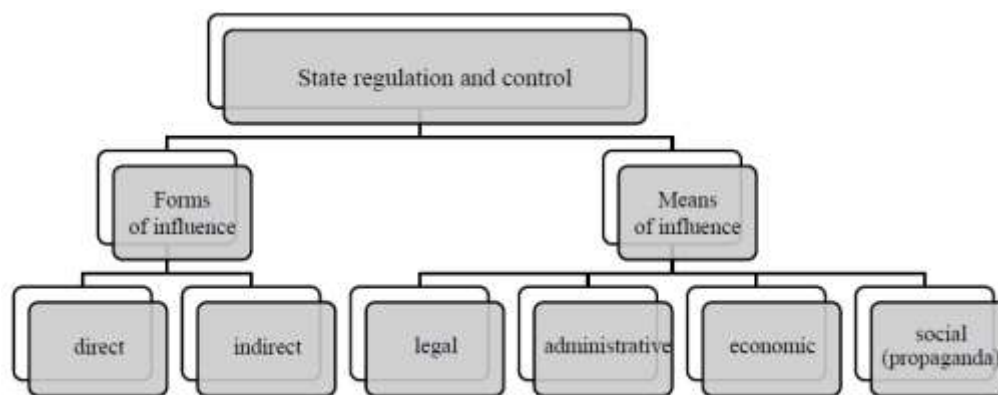 State regulation and control
Forms
of influence
Means
of influence
direct
indirect
legal
administrative
economic
social
(propaganda)